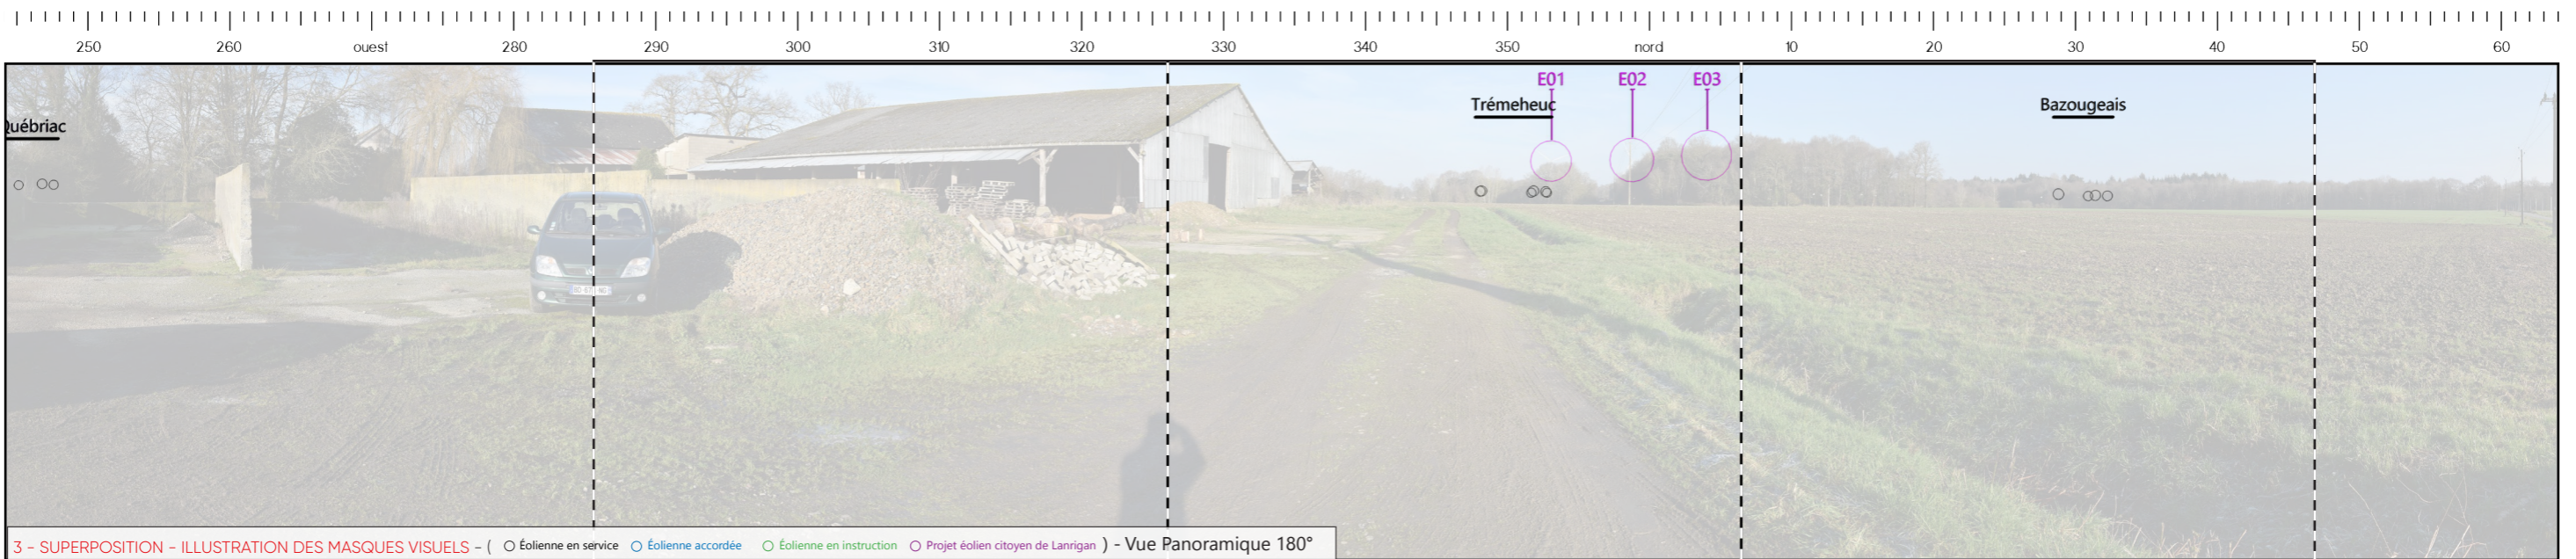 250 260 ouest 280 290 300 310 320 330 340 350 nord 10 20 30 40 50 60
E01 E02 E03
Trémeheuc Bazougeais
Québriac
3 - SUPERPOSITION - ILLUSTRATION DES MASQUES VISUELS - ( Éolienne en service Éolienne accordée Éolienne en instruction Projet éolien citoyen de Lanrigan ) - Vue Panoramique 180°